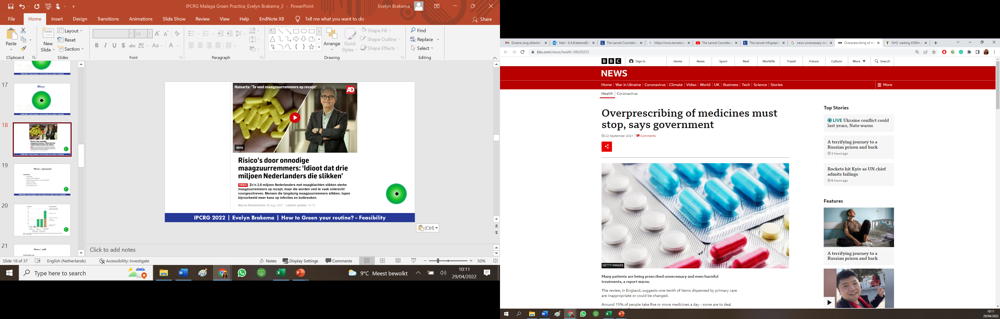 IPCRG Malaga Green Practice_Evelyn Brakema_2 - PowerPoint
Evelyn Brakema
File Home Insert Design Transitions Animations Slide Show Review View Help EndNote X8 Tell me what you want to do Share
Paste
Clipboard
New Slide
Layout
Reset
Section
Slides
24
B I U S abc AV Aa A
Font
Paragraph
Arrange
Quick Styles
Shape Fill
Shape Outline
Shape Effects
Drawing
Find
Replace
Select
Editing
17
Micro
18
19
Micro / personal
20
21
Micro / zelf
Huisarts: 'Te veel maagzuurremmers op recept'
AD
03:14
Risico's door onnodige
maagzuurremmers: 'Idioot dat drie
miljoen Nederlanders die slikken'
VIDEO Zo'n 2,8 miljoen Nederlanders met maagklachten slikken sterke
maagzuurremmers op recept, maar die worden veel te vaak onterecht
voorgeschreven. Mensen die langdurig maagzuurremmers slikken, lopen
bijvoorbeeld meer kans op infecties en botbreuken.
Marcia Nieuwenhuis 26 aug. 2021 Laatste update: 14:12
IPCRG 2022 | Evelyn Brakema | How to Green your routine? - Feasibility
(Ctrl)
Click to add notes
Slide 18 of 37 English (Netherlands) Accessibility: Investigate Notes Display Settings Comments 50%
Type here to search
9°C Meest bewolkt
10:11
29/04/2022
Groene zorg alliantie
Mail - E.A.Brakema@
The Lancet Countdow
https://www.lancetcou
The Lancet Countdow
The Lancet Infograph
news unnecessary me
Overprescribing of me
NHS 'wasting £500m
bbc.com/news/health-58639253
BBC Sign in Home News Sport Reel Worklife Travel Future Culture More Search
NEWS
Home War in Ukraine Coronavirus Climate Video World UK Business Tech Science Stories More
Health Coronavirus
Overprescribing of medicines must
stop, says government
22 September 2021 Comments
GETTY IMAGES
Many patients are being prescribed unnecessary and even harmful
treatments, a report warns.
The review, in England, suggests one-tenth of items dispensed by primary care
are inappropriate or could be changed.
Around 15% of people take five or more medicines a day - some are to deal
Top Stories
LIVE Ukraine conflict could
last years, Nato warns
A terrifying journey to a
Russian prison and back
3 hours ago
Rockets hit Kyiv as UN chief
admits failings
8 hours ago
Features
A terrifying journey to a
Russian prison and back
10:11
29/04/2022